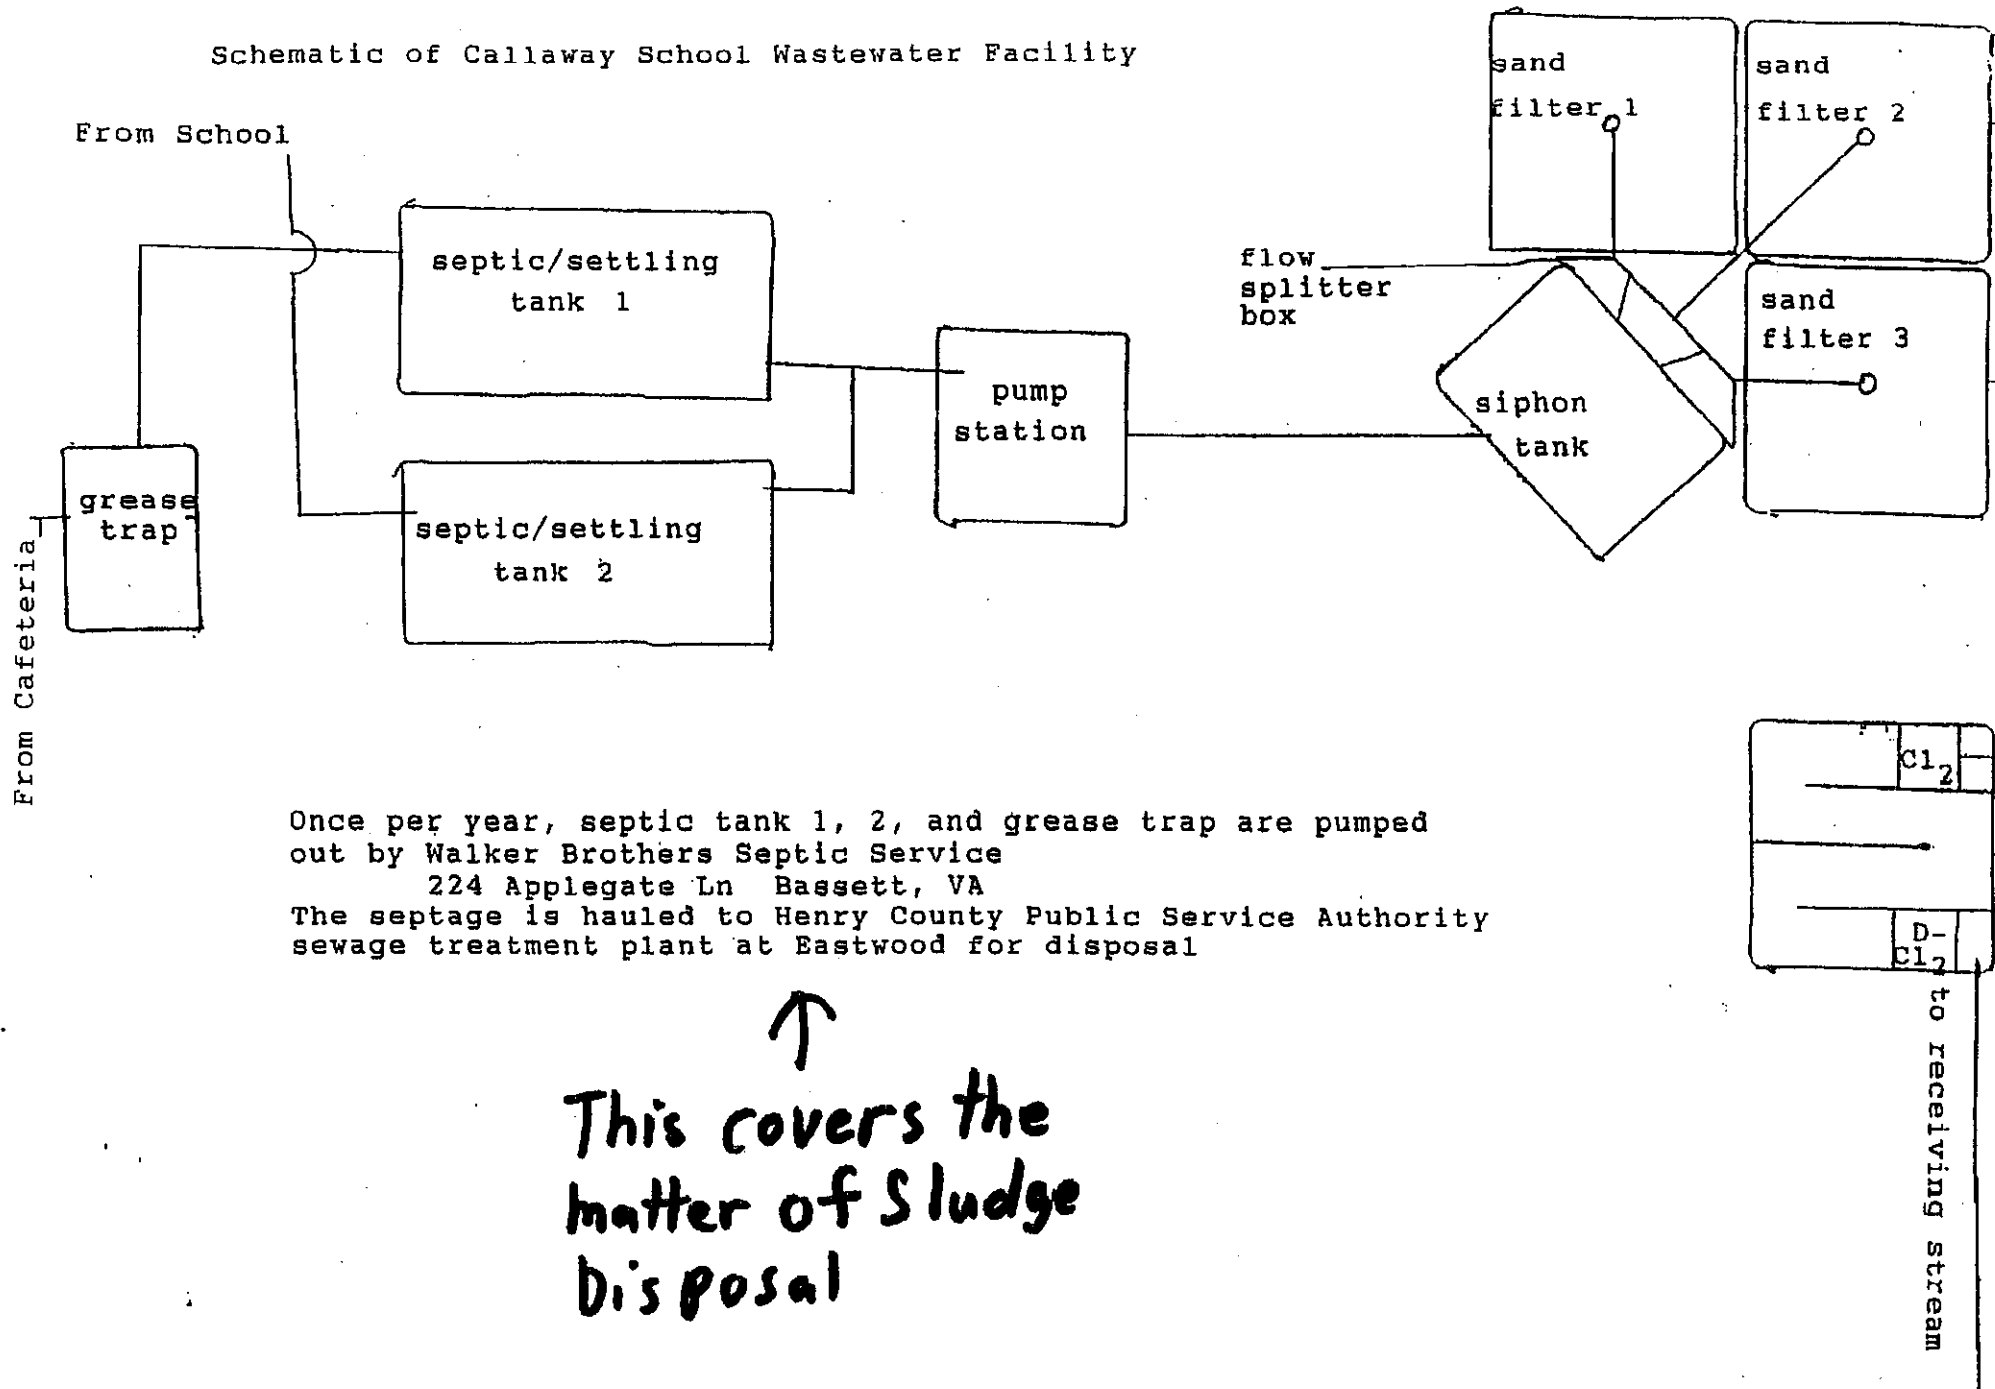 Schematic of Callaway School Wastewater Facility
From School
septic/settling
tank 1
grease
trap
From Cafeteria
septic/settling
tank 2
pump
station
flow
splitter
box
siphon
tank
sand
filter 1
sand
filter 2
sand
filter 3
Cl2
D-
Cl2
to receiving stream
Once per year, septic tank 1, 2, and grease trap are pumped
out by Walker Brothers Septic Service
224 Applegate Ln Bassett, VA
The septage is hauled to Henry County Public Service Authority
sewage treatment plant at Eastwood for disposal
This covers the
matter of Sludge
Disposal